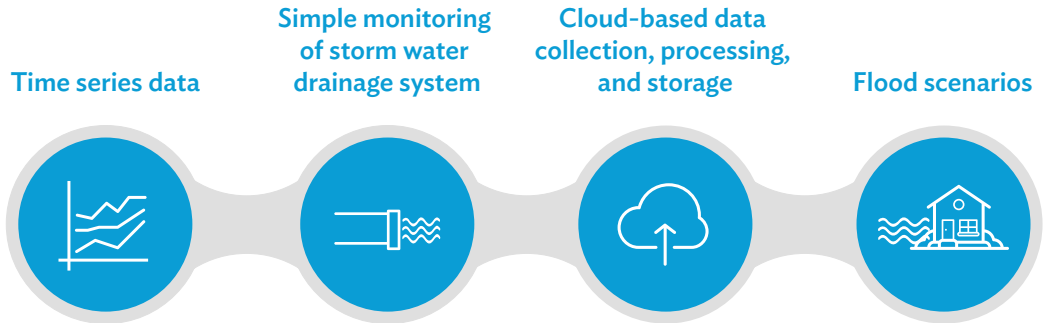 Time series data
Simple monitoring
of storm water
drainage system
Cloud-based data
collection, processing,
and storage
Flood scenarios